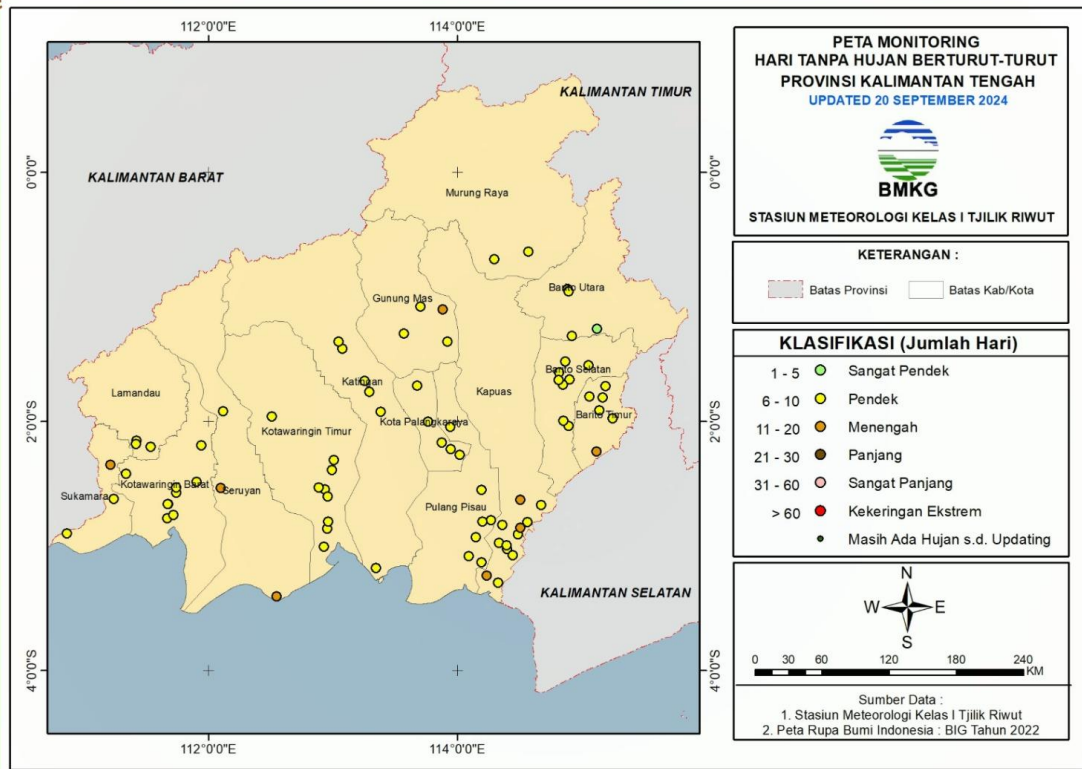 112°0'0"E
114°0'0"E
KALIMANTAN TIMUR
KALIMANTAN BARAT
0°0'0"
0°0'0"
Murung Raya
Barito Utara
Gunung Mas
Barito Selatan
Lamandau
Katingan
Kapuas
Barito Timur
2°0'0"S
Kotawaringin Timur
Kota Palangkaraya
2°0'0"S
Sukamara
Kotawaringin Barat
Seruyan
Pulang Pisau
KALIMANTAN SELATAN
4°0'0"S
4°0'0"S
112°0'0"E
114°0'0"E
PETA MONITORING
HARI TANPA HUJAN BERTURUT-TURUT
PROVINSI KALIMANTAN TENGAH
UPDATED 20 SEPTEMBER 2024
BMKG
STASIUN METEOROLOGI KELAS I TJILIK RIWUT
KETERANGAN :
Batas Provinsi
Batas Kab/Kota
KLASIFIKASI (Jumlah Hari)
1 - 5 Sangat Pendek
6 - 10 Pendek
11 - 20 Menengah
21 - 30 Panjang
31 - 60 Sangat Panjang
> 60 Kekeringan Ekstrem
Masih Ada Hujan s.d. Updating
N
W E
S
0 30 60 120 180 240
KM
Sumber Data :
1. Stasiun Meteorologi Kelas I Tjilik Riwut
2. Peta Rupa Bumi Indonesia : BIG Tahun 2022